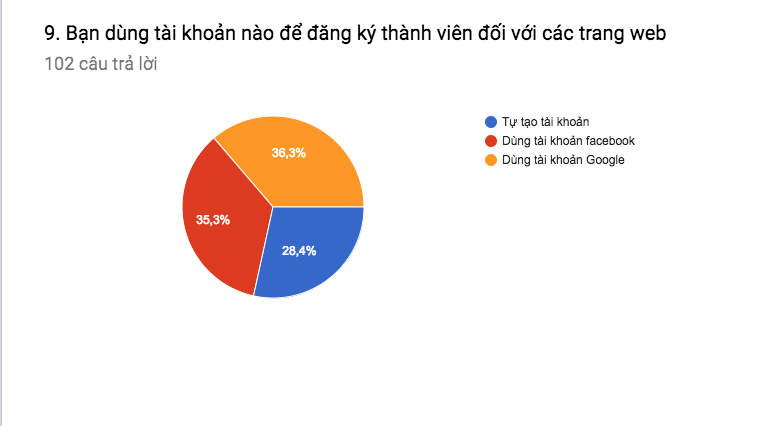 9. Bạn dùng tài khoản nào để đăng ký thành viên đối với các trang web
102 câu trả lời
Tự tạo tài khoản
Dùng tài khoản facebook
Dùng tài khoản Google
36,3%
35,3%
28,4%